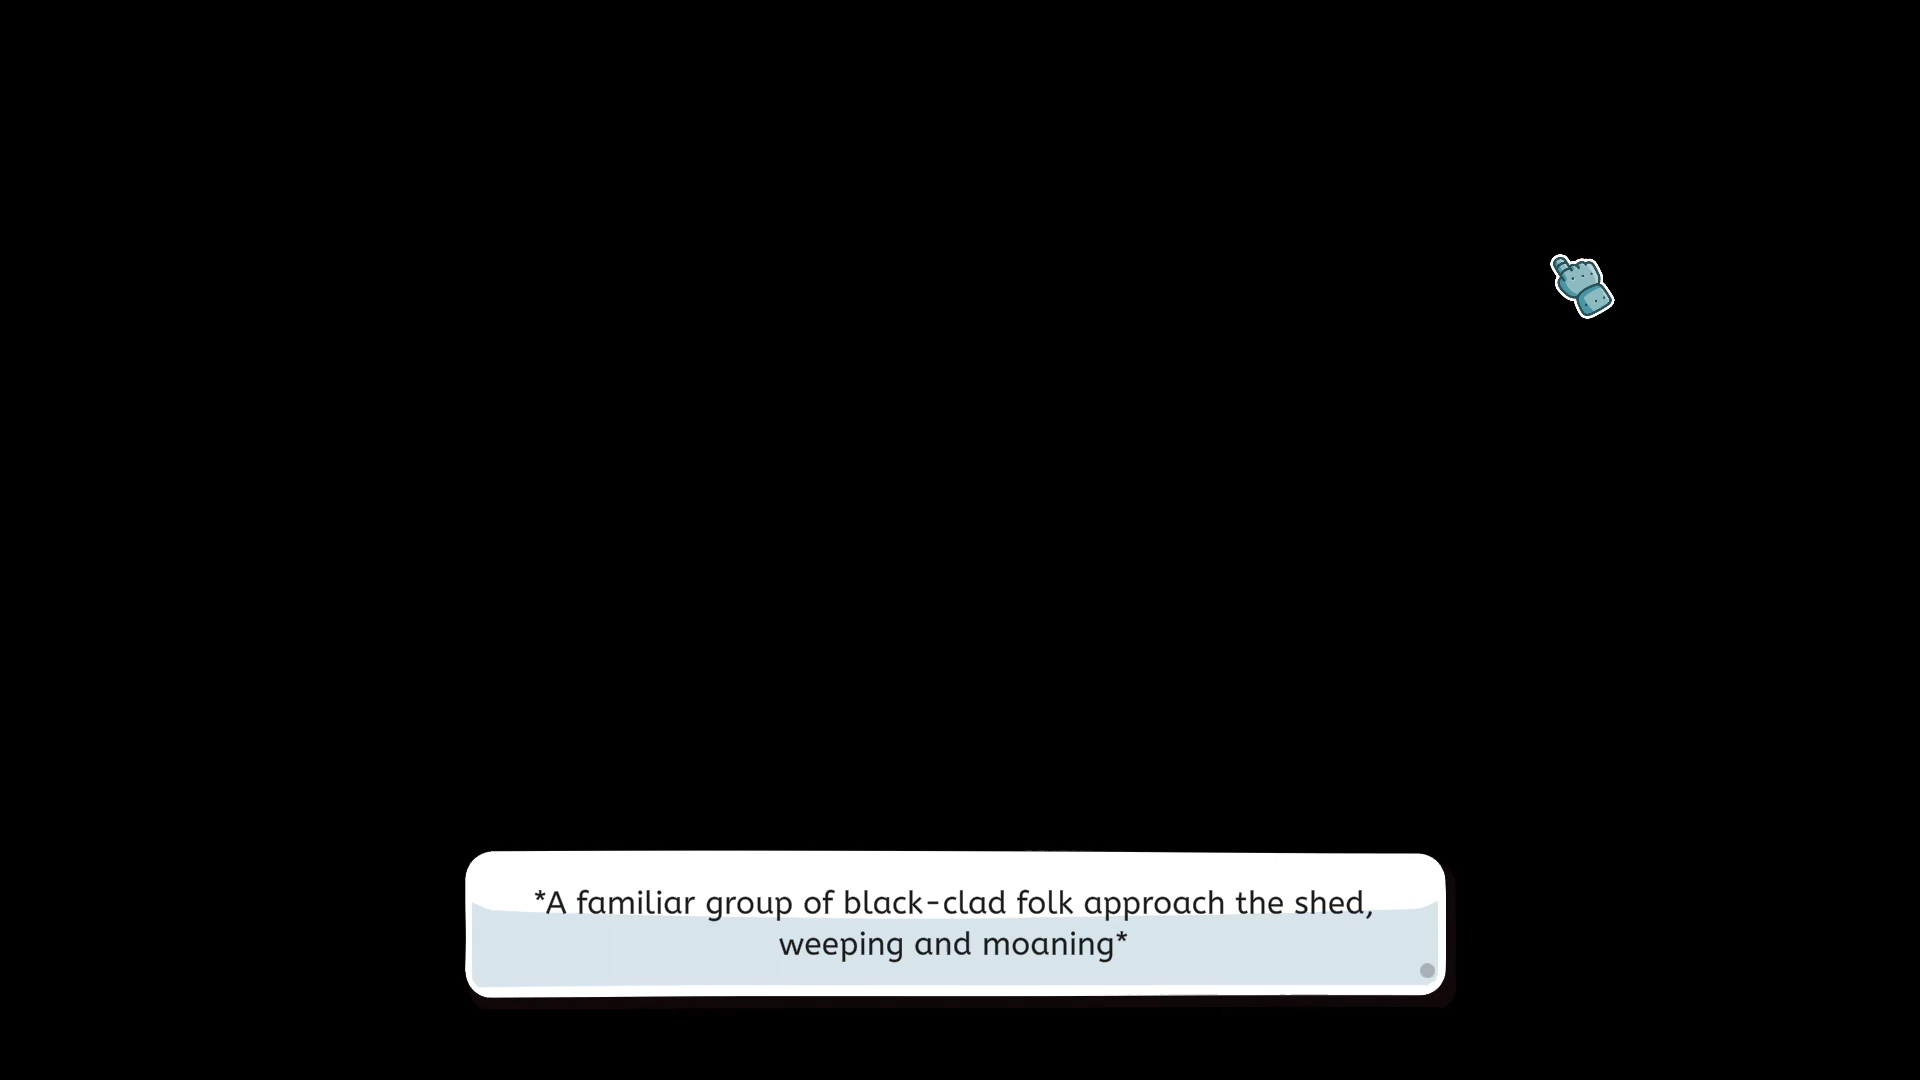 *A familiar group of black-clad folk approach the shed,
weeping and moaning*